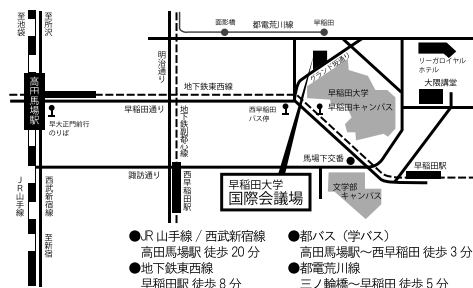 至池袋
至所沢
面影橋
都電荒川線
早稲田
明治通り
グランド坂通り
リーガロイヤル
ホテル
大隈講堂
高田馬場駅
地下鉄東西線
早稲田大学
早稲田キャンパス
早稲田通り
西早稲田
バス停
早大正門前行
のりば
地下鉄副都心線
馬場下交番
早稲田駅
諏訪通り
西早稲田駅
早稲田大学
国際会議場
文学部
キャンパス
JR山手線
西武新宿線
至新宿
●JR 山手線 / 西武新宿線
高田馬場駅 徒歩 20 分
●地下鉄東西線
早稲田駅 徒歩 8 分
●都バス（学バス）
高田馬場駅～西早稲田 徒歩 3 分
●都電荒川線
三ノ輪橋～早稲田 徒歩 5 分